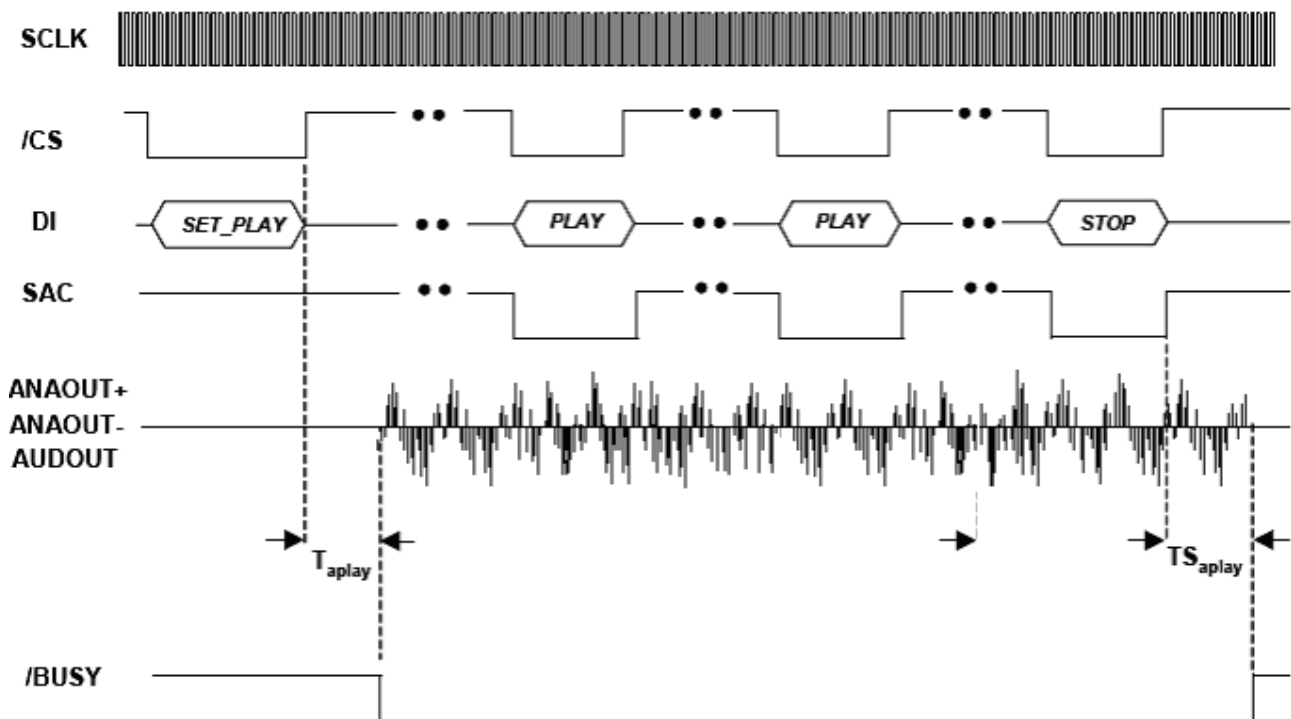 SCLK
/CS
DI SET_PLAY PLAY PLAY STOP
SAC
ANAOUT+
ANAOUT-
AUDOUT
Taplay TSaplay
/BUSY